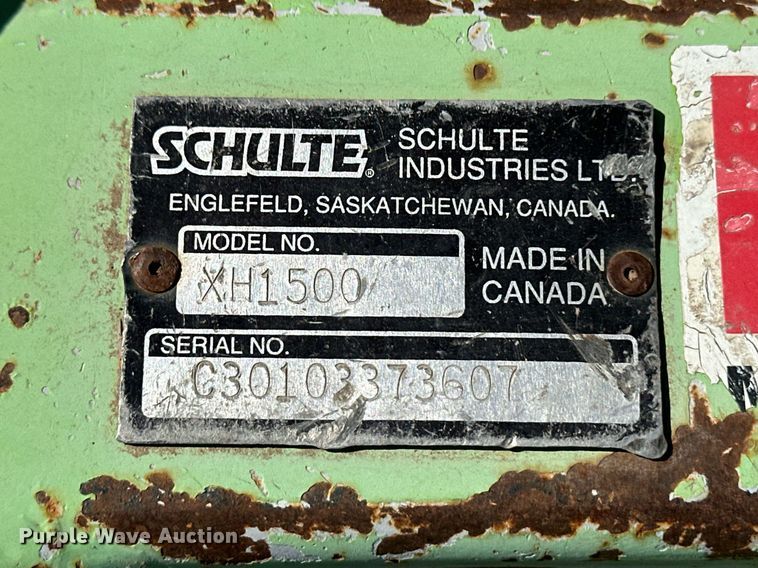 SCHULTE® SCHULTE
INDUSTRIES LTD.
ENGLEFELD, SASKATCHEWAN, CANADA.
MODEL NO.
XH1500
MADE IN
CANADA
SERIAL NO.
C30103373607
Purple Wave Auction